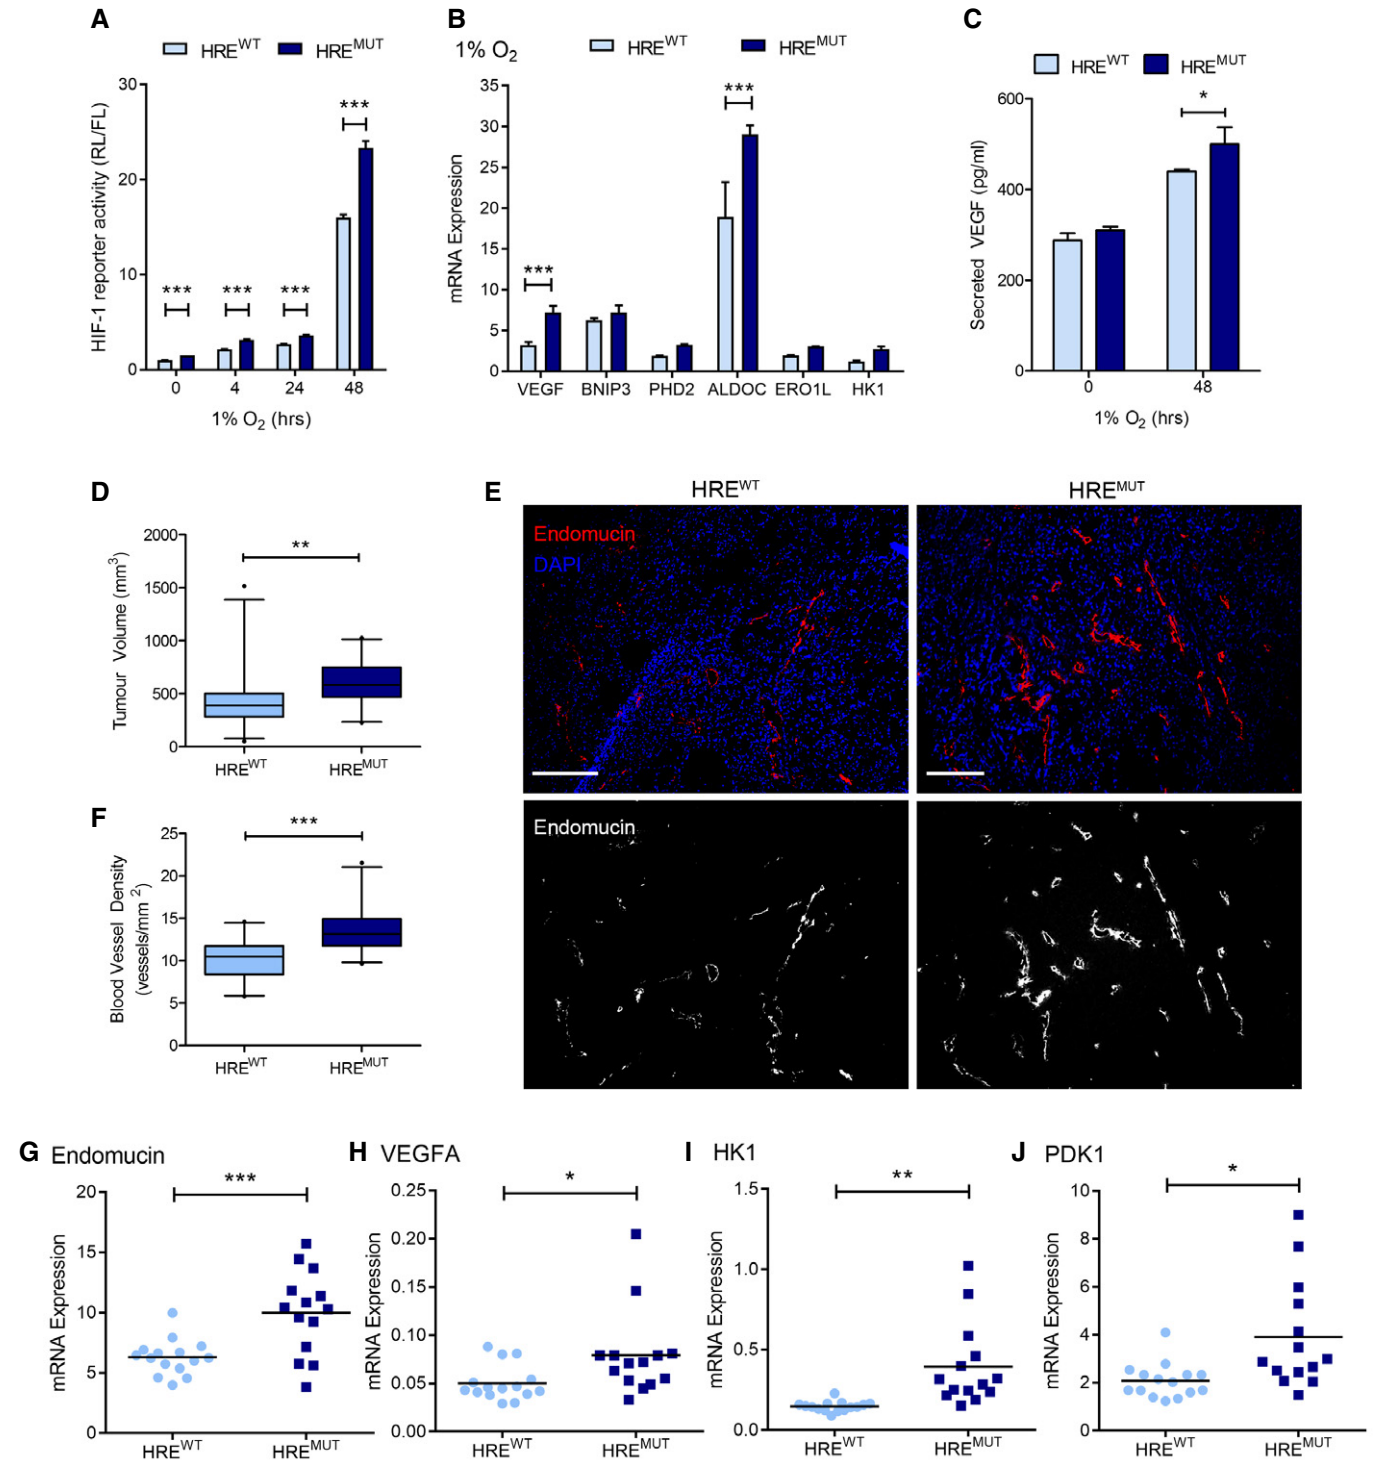 A
HRE^WT HRE^MUT
HIF-1 reporter activity (RL/FL)
30
20
10
0
*** *** *** ***
0 4 24 48
1% O2 (hrs)
B
1% O2
HRE^WT HRE^MUT
mRNA Expression
35
30
25
20
15
10
5
0
*** ***
VEGF BNIP3 PHD2 ALDOC ERO1L HK1
C
HRE^WT HRE^MUT
Secreted VEGF (pg/ml)
600
400
200
0
*
0 48
1% O2 (hrs)
D
Tumour Volume (mm^3)
2000
1500
1000
500
0
**
HRE^WT HRE^MUT
E
HRE^WT HRE^MUT
Endomucin
DAPI
Endomucin
F
Blood Vessel Density
(vessels/mm^2)
25
20
15
10
5
0
***
HRE^WT HRE^MUT
G Endomucin
mRNA Expression
20
15
10
5
0
***
HRE^WT HRE^MUT
H VEGFA
mRNA Expression
0.25
0.20
0.15
0.10
0.05
0.00
*
HRE^WT HRE^MUT
I HK1
mRNA Expression
1.5
1.0
0.5
0.0
**
HRE^WT HRE^MUT
J PDK1
mRNA Expression
10
8
6
4
2
0
*
HRE^WT HRE^MUT